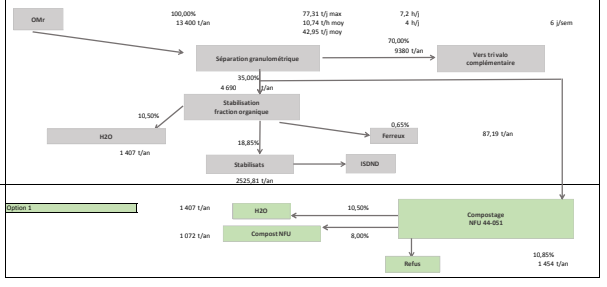 OMr
100,00%
13 400 t/an
77,31 t/j max
10,74 t/h moy
42,95 t/j moy
7,2 h/j
4 h/j
6 j/sem
Séparation granulométrique
70,00%
9380 t/an
Vers tri valo
complémentaire
35,00%
4 690 t/an
Stabilisation
fraction organique
10,50%
H2O
1 407 t/an
0,65%
Ferreux
87,19 t/an
18,85%
Stabilisats
ISDND
2525,81 t/an
Option 1
1 407 t/an
H2O
10,50%
Compostage
NFU 44-051
1 072 t/an
Compost NFU
8,00%
Refus
10,85%
1 454 t/an